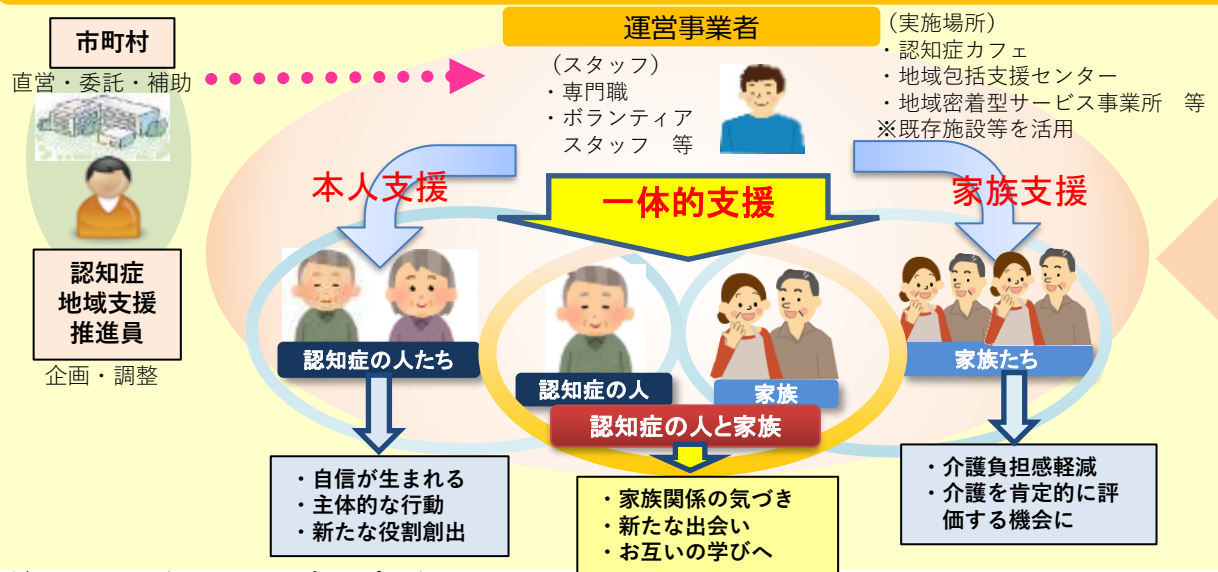 市町村
直営・委託・補助
認知症
地域支援
推進員
企画・調整
運営事業者
（スタッフ）
・専門職
・ボランティア
スタッフ　等
（実施場所）
・認知症カフェ
・地域包括支援センター
・地域密着型サービス事業所　等
※既存施設等を活用
本人支援
一体的支援
家族支援
認知症の人たち
認知症の人
家族
認知症の人と家族
家族たち
・自信が生まれる
・主体的な行動
・新たな役割創出
・家族関係の気づき
・新たな出会い
・お互いの学びへ
・介護負担感軽減
・介護を肯定的に評
価する機会に